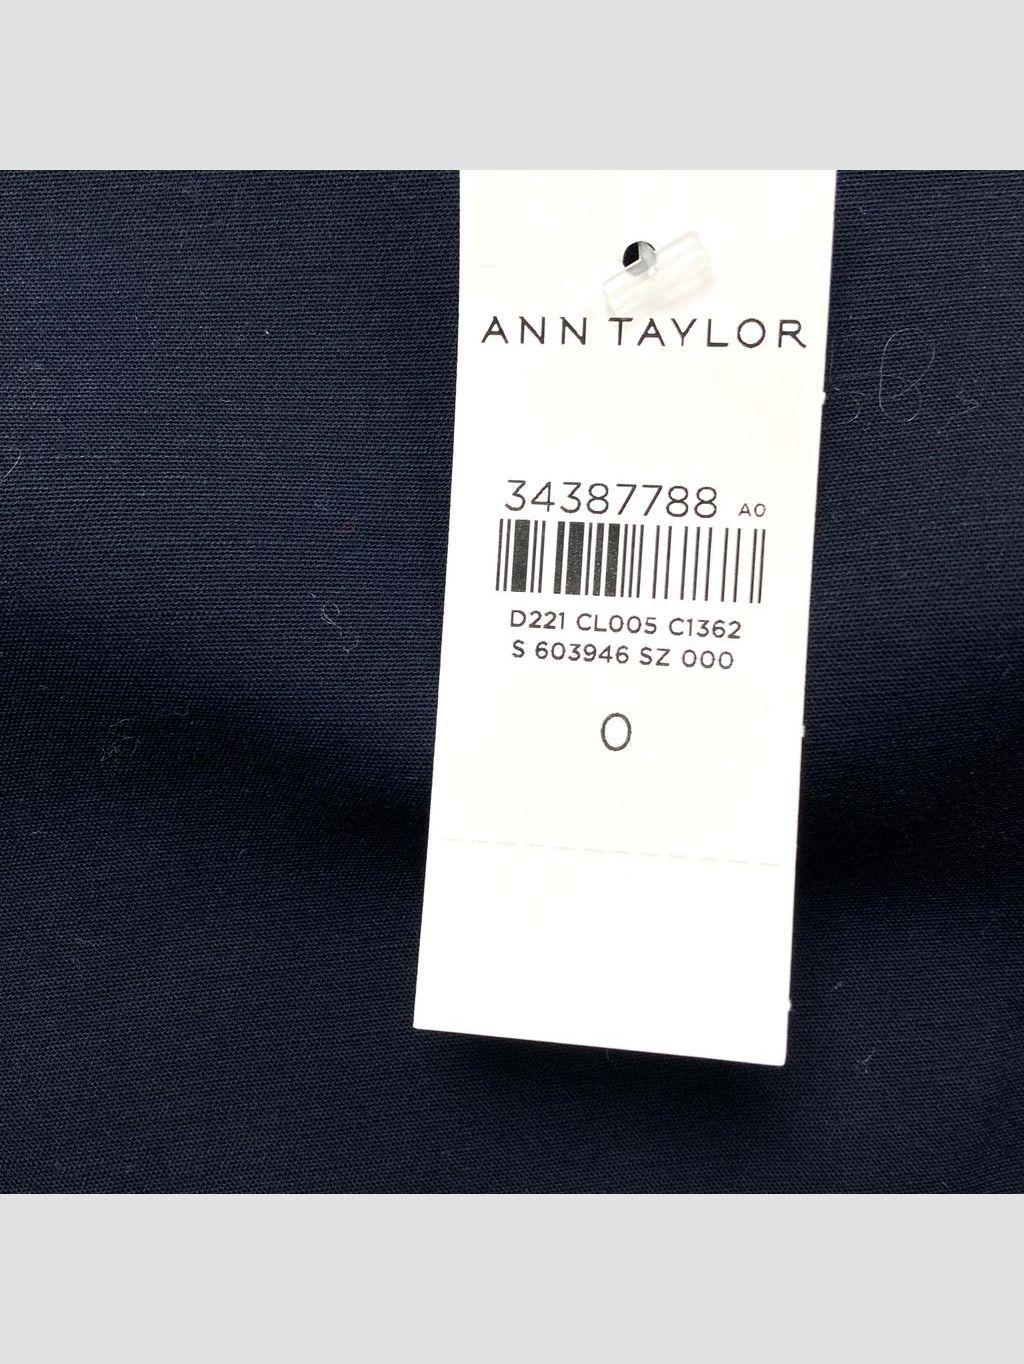 ANN TAYLOR
34387788 A0
D221 CL005 C1362
S 603946 SZ 000
0